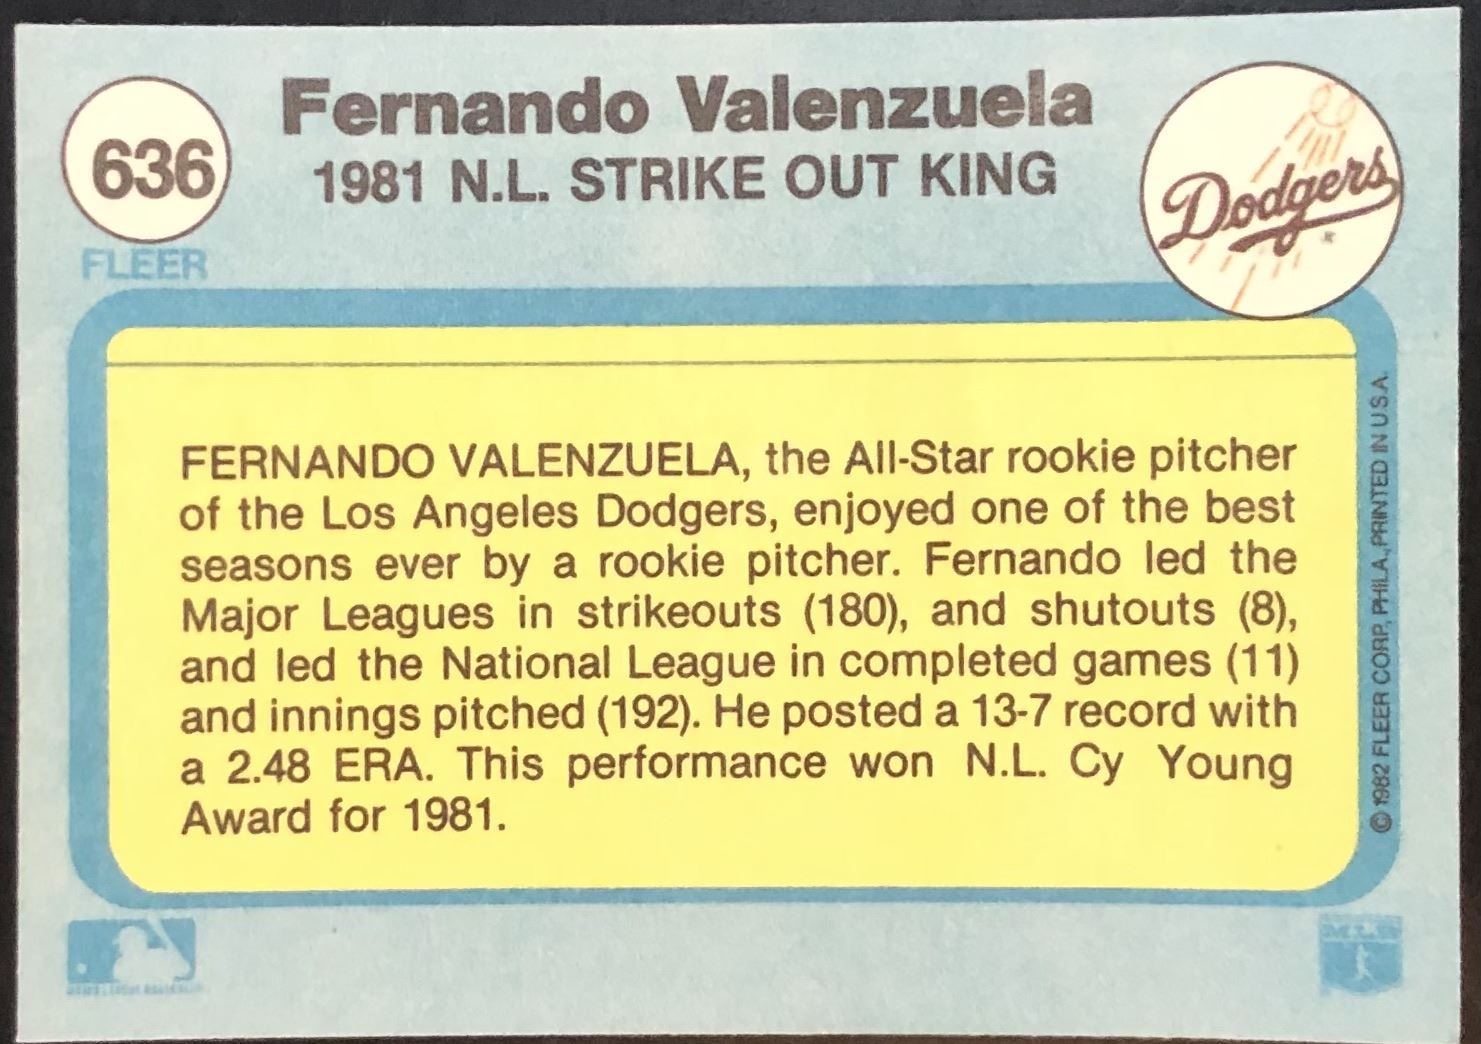 636
Fernando Valenzuela
1981 N.L. STRIKE OUT KING
Dodgers
FLEER
FERNANDO VALENZUELA, the All-Star rookie pitcher
of the Los Angeles Dodgers, enjoyed one of the best
seasons ever by a rookie pitcher. Fernando led the
Major Leagues in strikeouts (180), and shutouts (8),
and led the National League in completed games (11)
and innings pitched (192). He posted a 13-7 record with
a 2.48 ERA. This performance won N.L. Cy Young
Award for 1981.
© 1982 FLEER CORP., PHILA., PRINTED IN U.S.A.